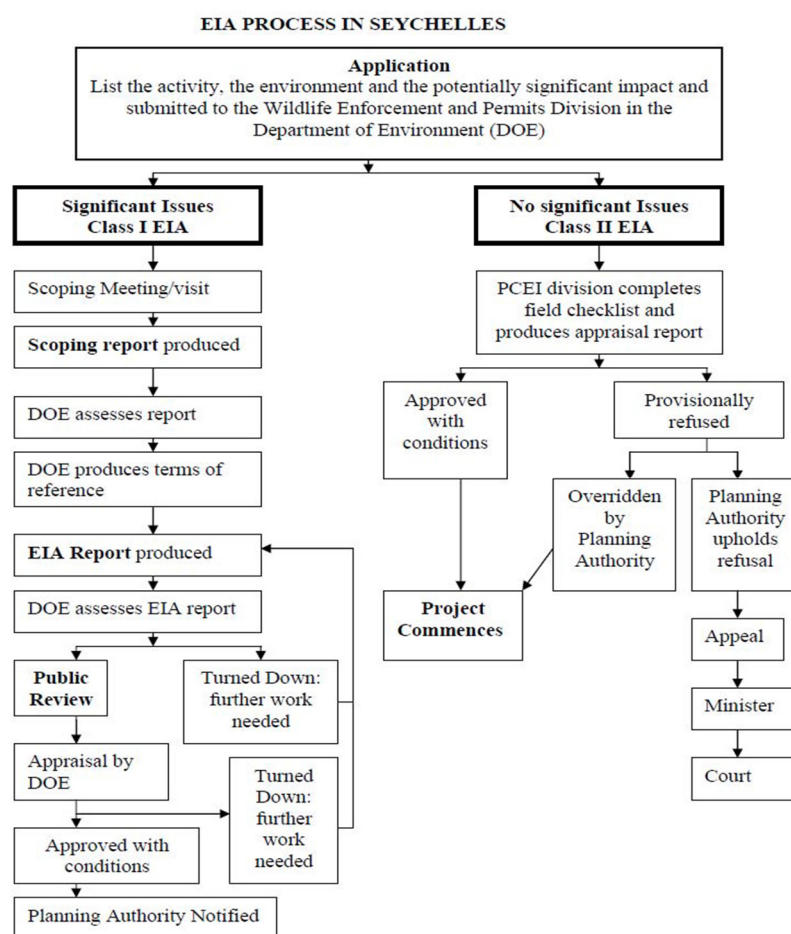 EIA PROCESS IN SEYCHELLES
Application
List the activity, the environment and the potentially significant impact and
submitted to the Wildlife Enforcement and Permits Division in the
Department of Environment (DOE)
Significant Issues
Class I EIA
Scoping Meeting/visit
Scoping report produced
DOE assesses report
DOE produces terms of
reference
EIA Report produced
DOE assesses EIA report
Public
Review
Turned Down:
further work
needed
Appraisal by
DOE
Turned
Down:
further
work
needed
Approved with
conditions
Planning Authority Notified
No significant Issues
Class II EIA
PCEI division completes
field checklist and
produces appraisal report
Approved
with
conditions
Provisionally
refused
Overridden
by
Planning
Authority
Planning
Authority
upholds
refusal
Project
Commences
Appeal
Minister
Court